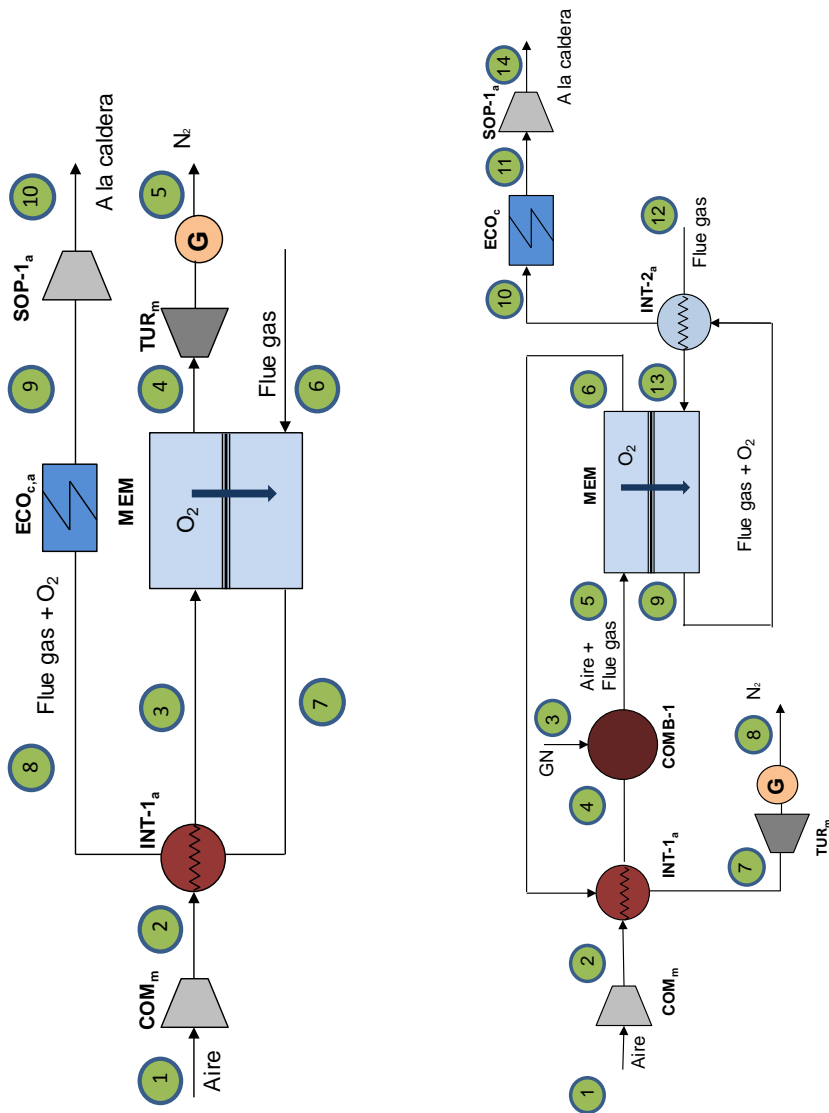 1
Aire
COMₘ
2
INT-1ₐ
8
Flue gas + O₂
3
7
ECO꜀,ₐ
MEM
O₂
9
SOP-1ₐ
10
A la caldera
4
TURₘ
G
5
N₂
Flue gas
6
1
Aire
COMₘ
2
INT-1ₐ
4
GN
3
COMB-1
Aire +
Flue gas
5
MEM
O₂
9
6
13
Flue gas + O₂
7
TURₘ
G
8
N₂
INT-2ₐ
12
Flue gas
10
ECO꜀
11
SOP-1ₐ
14
A la caldera